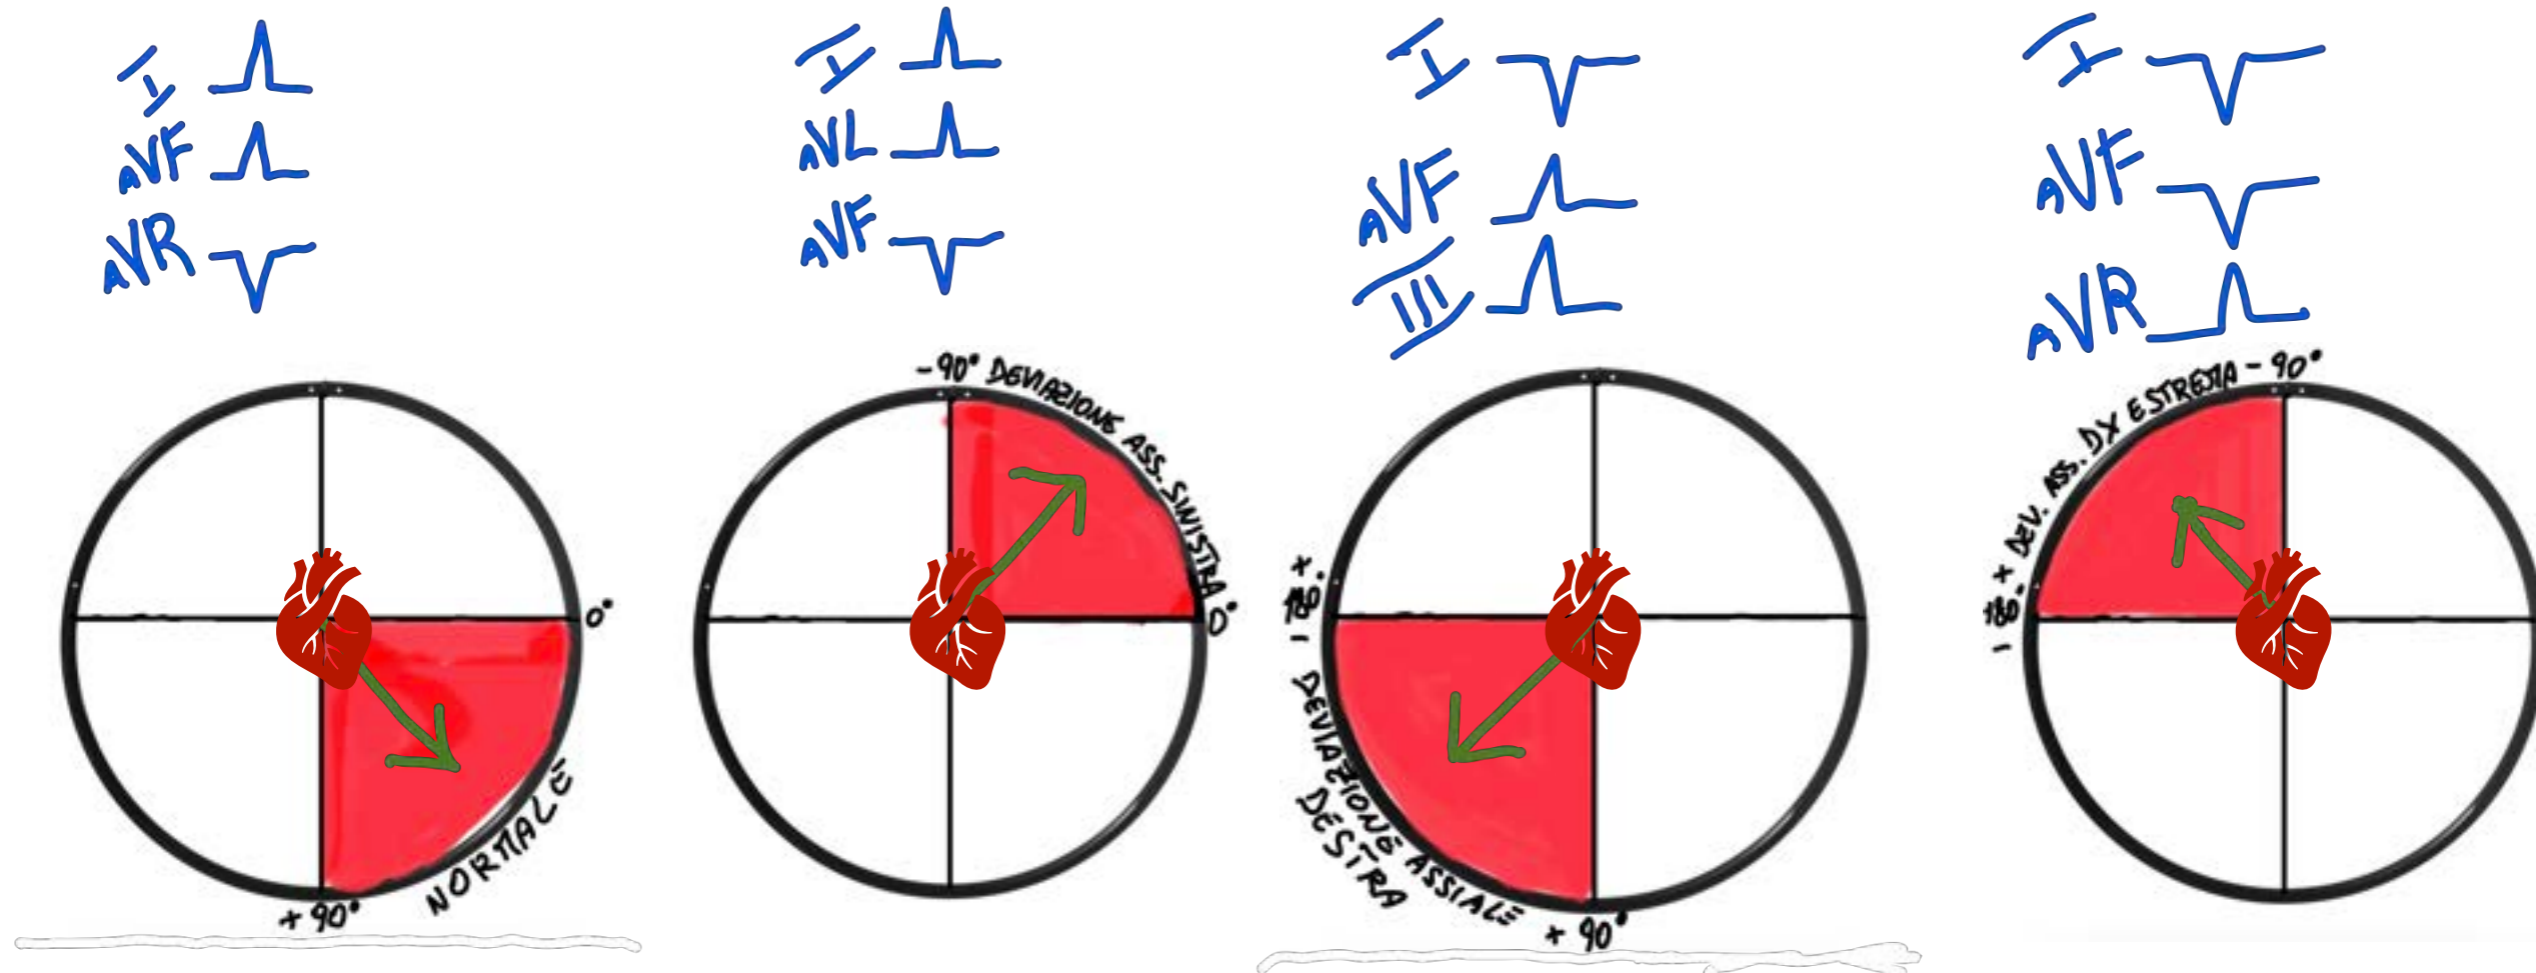 I
aVF
aVR
0°
+90°
NORMALE
I
aVL
aVF
-90° DEVIAZIONE ASS. SINISTRA
0°
I
aVF
III
+
180°
-
DEVIAZIONE ASSIALE
DESTRA
+90°
I
aVF
aVR
DEV. ASS. DX ESTREMA -90°
+
180°
-